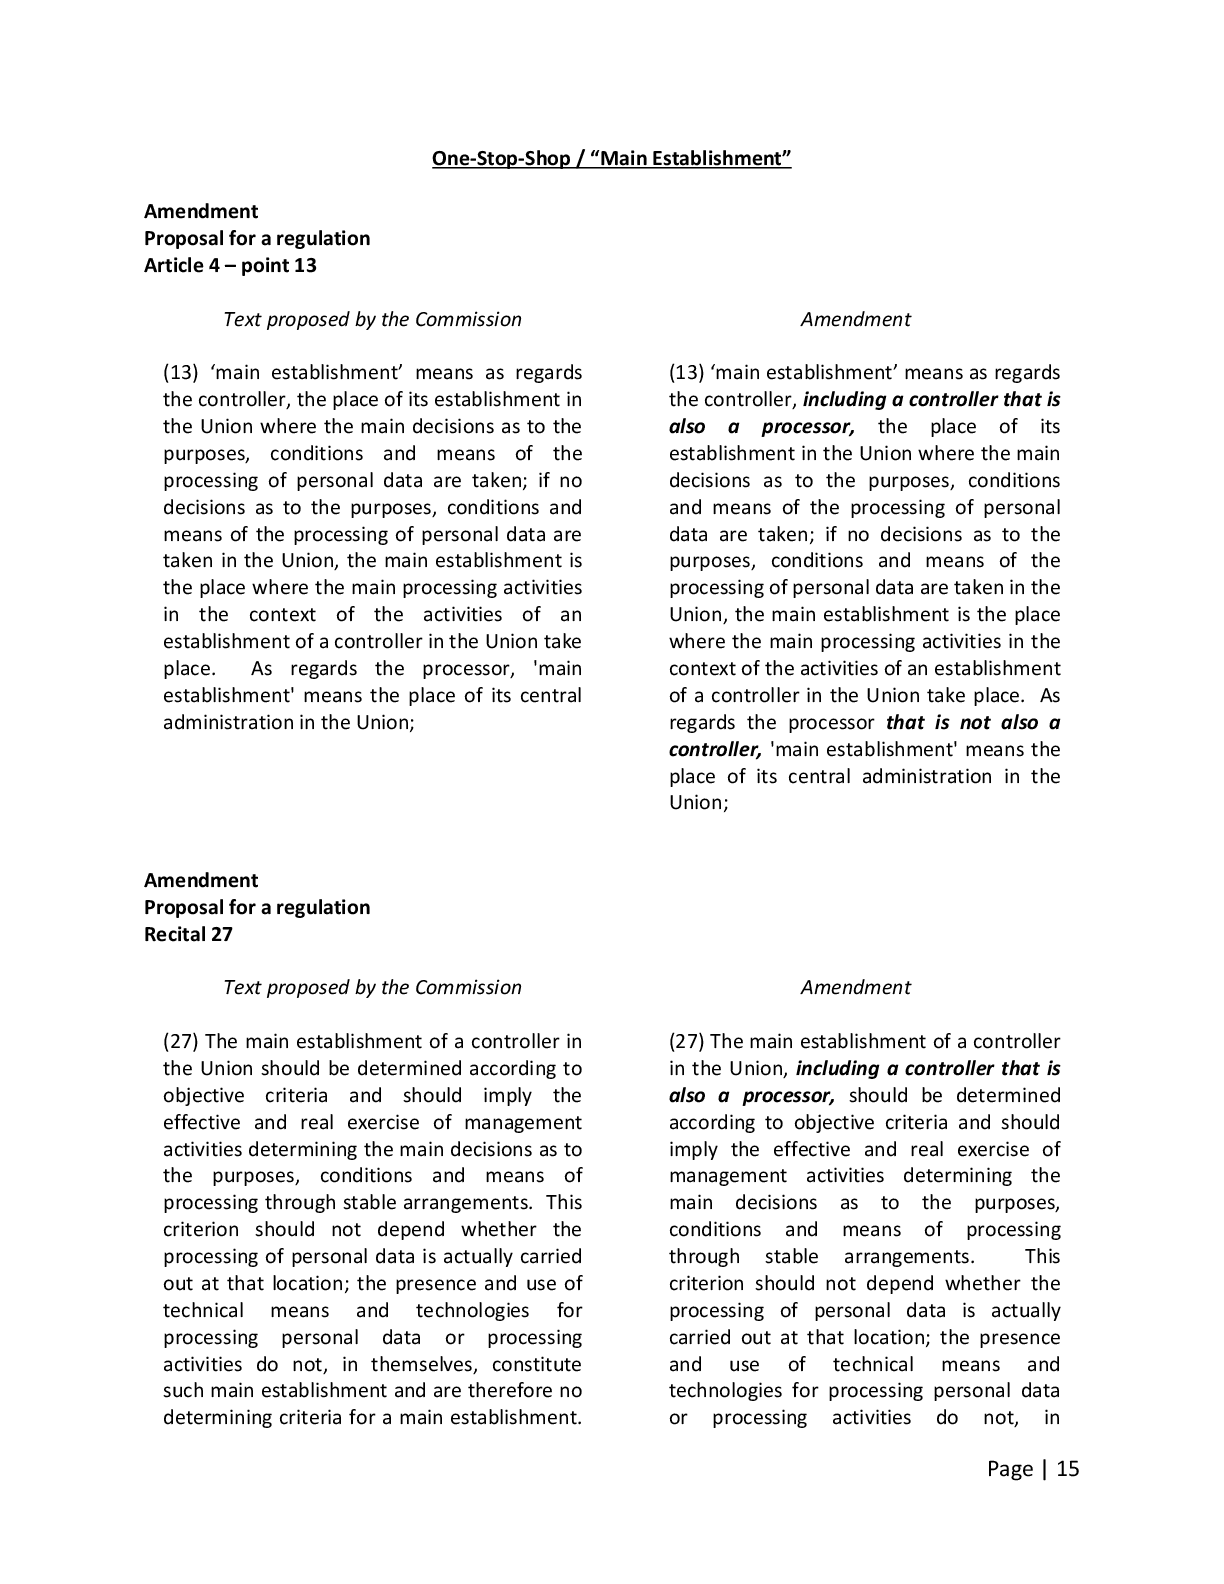 One-Stop-Shop / “Main Establishment”
Amendment
Proposal for a regulation
Article 4 – point 13
Text proposed by the Commission
(13) ‘main establishment’ means as regards
the controller, the place of its establishment in
the Union where the main decisions as to the
purposes, conditions and means of the
processing of personal data are taken; if no
decisions as to the purposes, conditions and
means of the processing of personal data are
taken in the Union, the main establishment is
the place where the main processing activities
in the context of the activities of an
establishment of a controller in the Union take
place. As regards the processor, 'main
establishment' means the place of its central
administration in the Union;
Amendment
(13) ‘main establishment’ means as regards
the controller, including a controller that is
also a processor, the place of its
establishment in the Union where the main
decisions as to the purposes, conditions
and means of the processing of personal
data are taken; if no decisions as to the
purposes, conditions and means of the
processing of personal data are taken in the
Union, the main establishment is the place
where the main processing activities in the
context of the activities of an establishment
of a controller in the Union take place. As
regards the processor that is not also a
controller, 'main establishment' means the
place of its central administration in the
Union;
Amendment
Proposal for a regulation
Recital 27
Text proposed by the Commission
(27) The main establishment of a controller in
the Union should be determined according to
objective criteria and should imply the
effective and real exercise of management
activities determining the main decisions as to
the purposes, conditions and means of
processing through stable arrangements. This
criterion should not depend whether the
processing of personal data is actually carried
out at that location; the presence and use of
technical means and technologies for
processing personal data or processing
activities do not, in themselves, constitute
such main establishment and are therefore no
determining criteria for a main establishment.
Amendment
(27) The main establishment of a controller
in the Union, including a controller that is
also a processor, should be determined
according to objective criteria and should
imply the effective and real exercise of
management activities determining the
main decisions as to the purposes,
conditions and means of processing
through stable arrangements. This
criterion should not depend whether the
processing of personal data is actually
carried out at that location; the presence
and use of technical means and
technologies for processing personal data
or processing activities do not, in
Page | 15